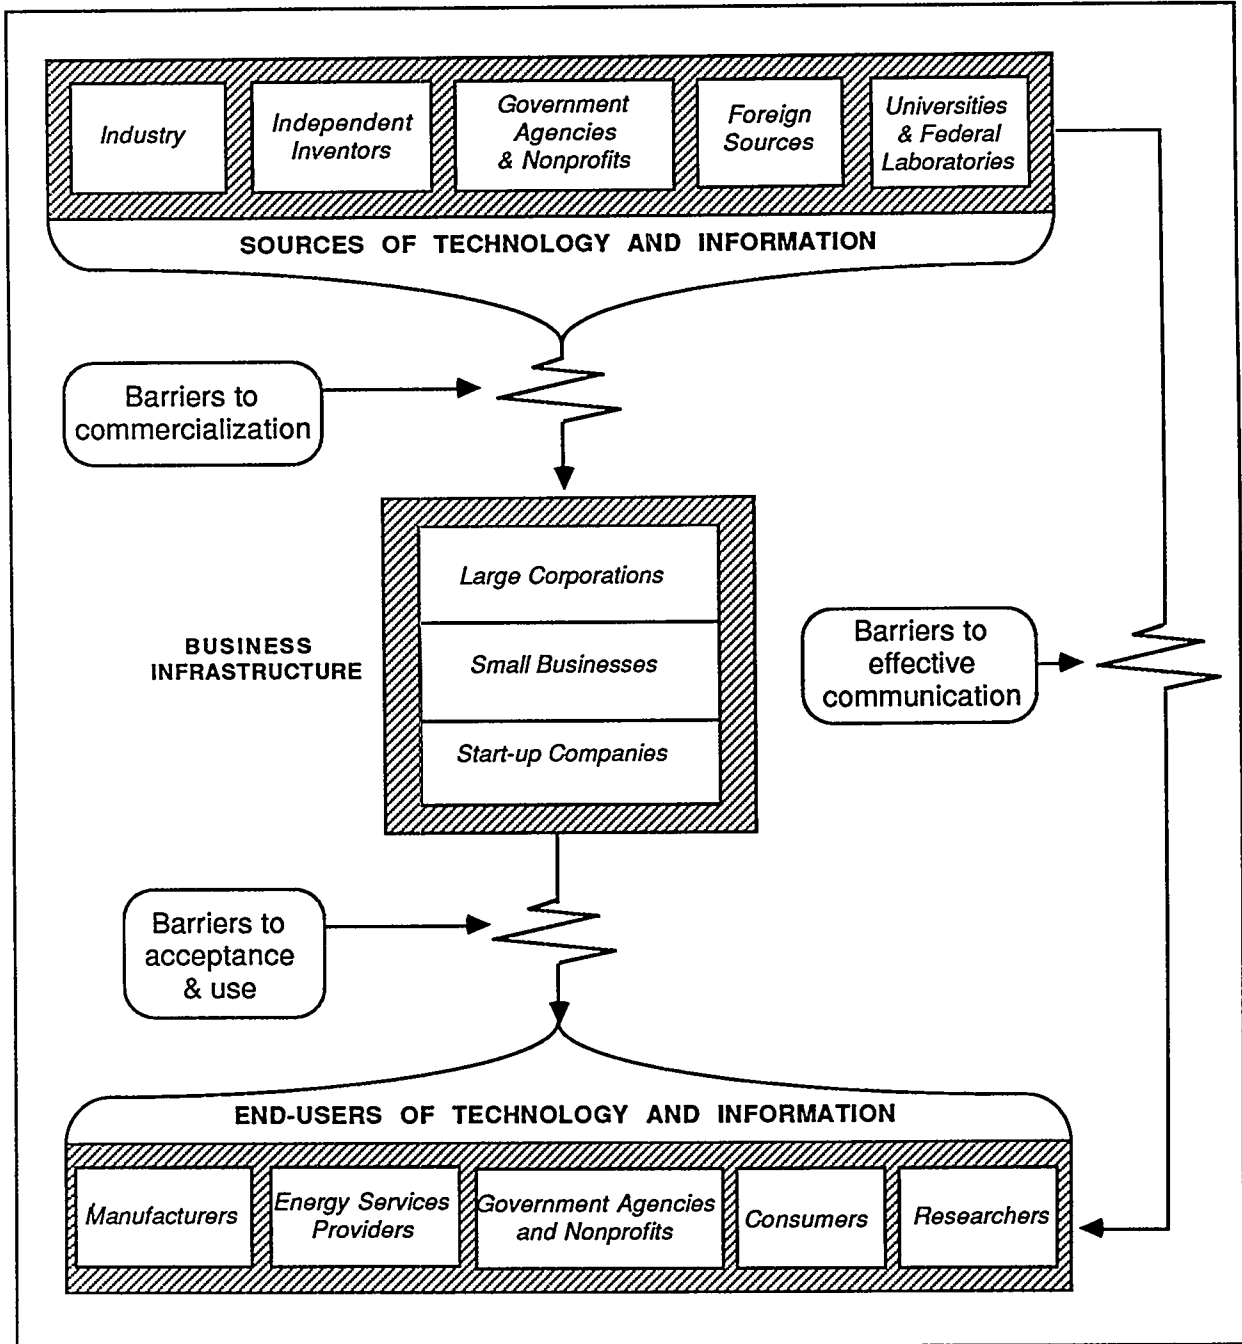 Industry
Independent
Inventors
Government
Agencies
& Nonprofits
Foreign
Sources
Universities
& Federal
Laboratories
SOURCES OF TECHNOLOGY AND INFORMATION
Barriers to
commercialization
Large Corporations
Small Businesses
Start-up Companies
BUSINESS
INFRASTRUCTURE
Barriers to
effective
communication
Barriers to
acceptance
& use
END-USERS OF TECHNOLOGY AND INFORMATION
Manufacturers
Energy Services
Providers
Government Agencies
and Nonprofits
Consumers
Researchers